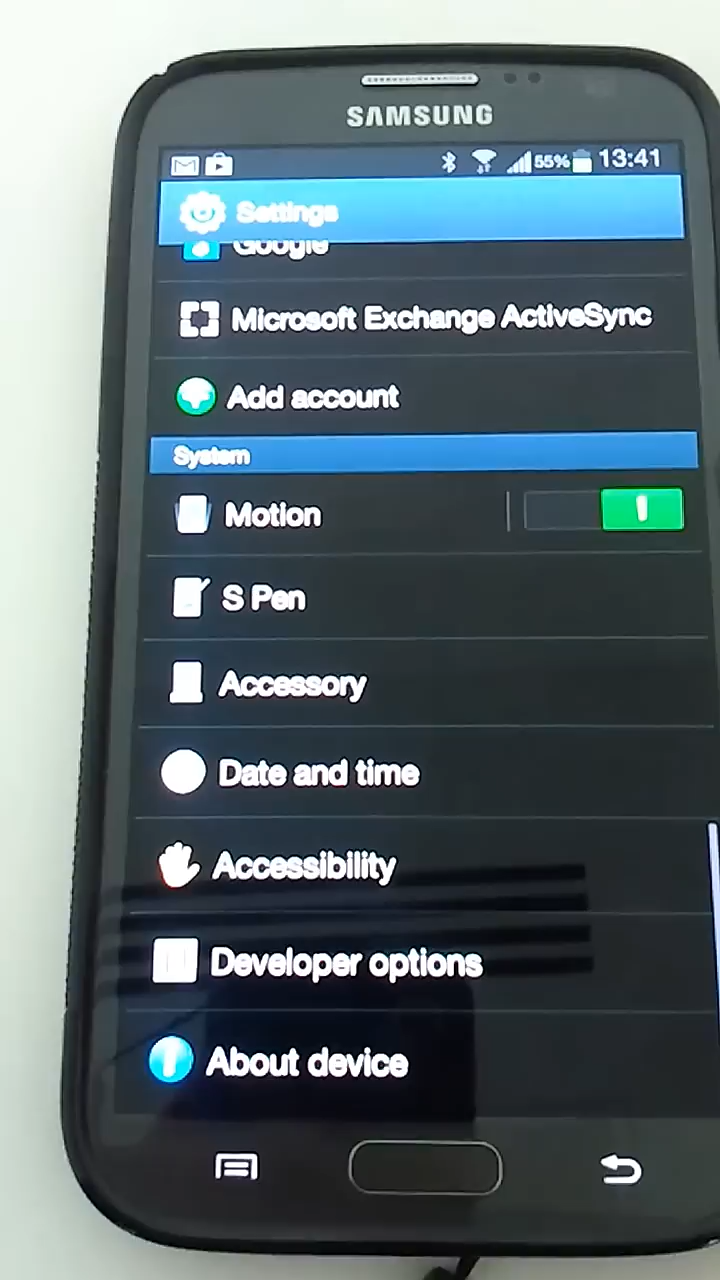 SAMSUNG
55% 13:41
Settings
Google
Microsoft Exchange ActiveSync
Add account
System
Motion
S Pen
Accessory
Date and time
Accessibility
Developer options
About device